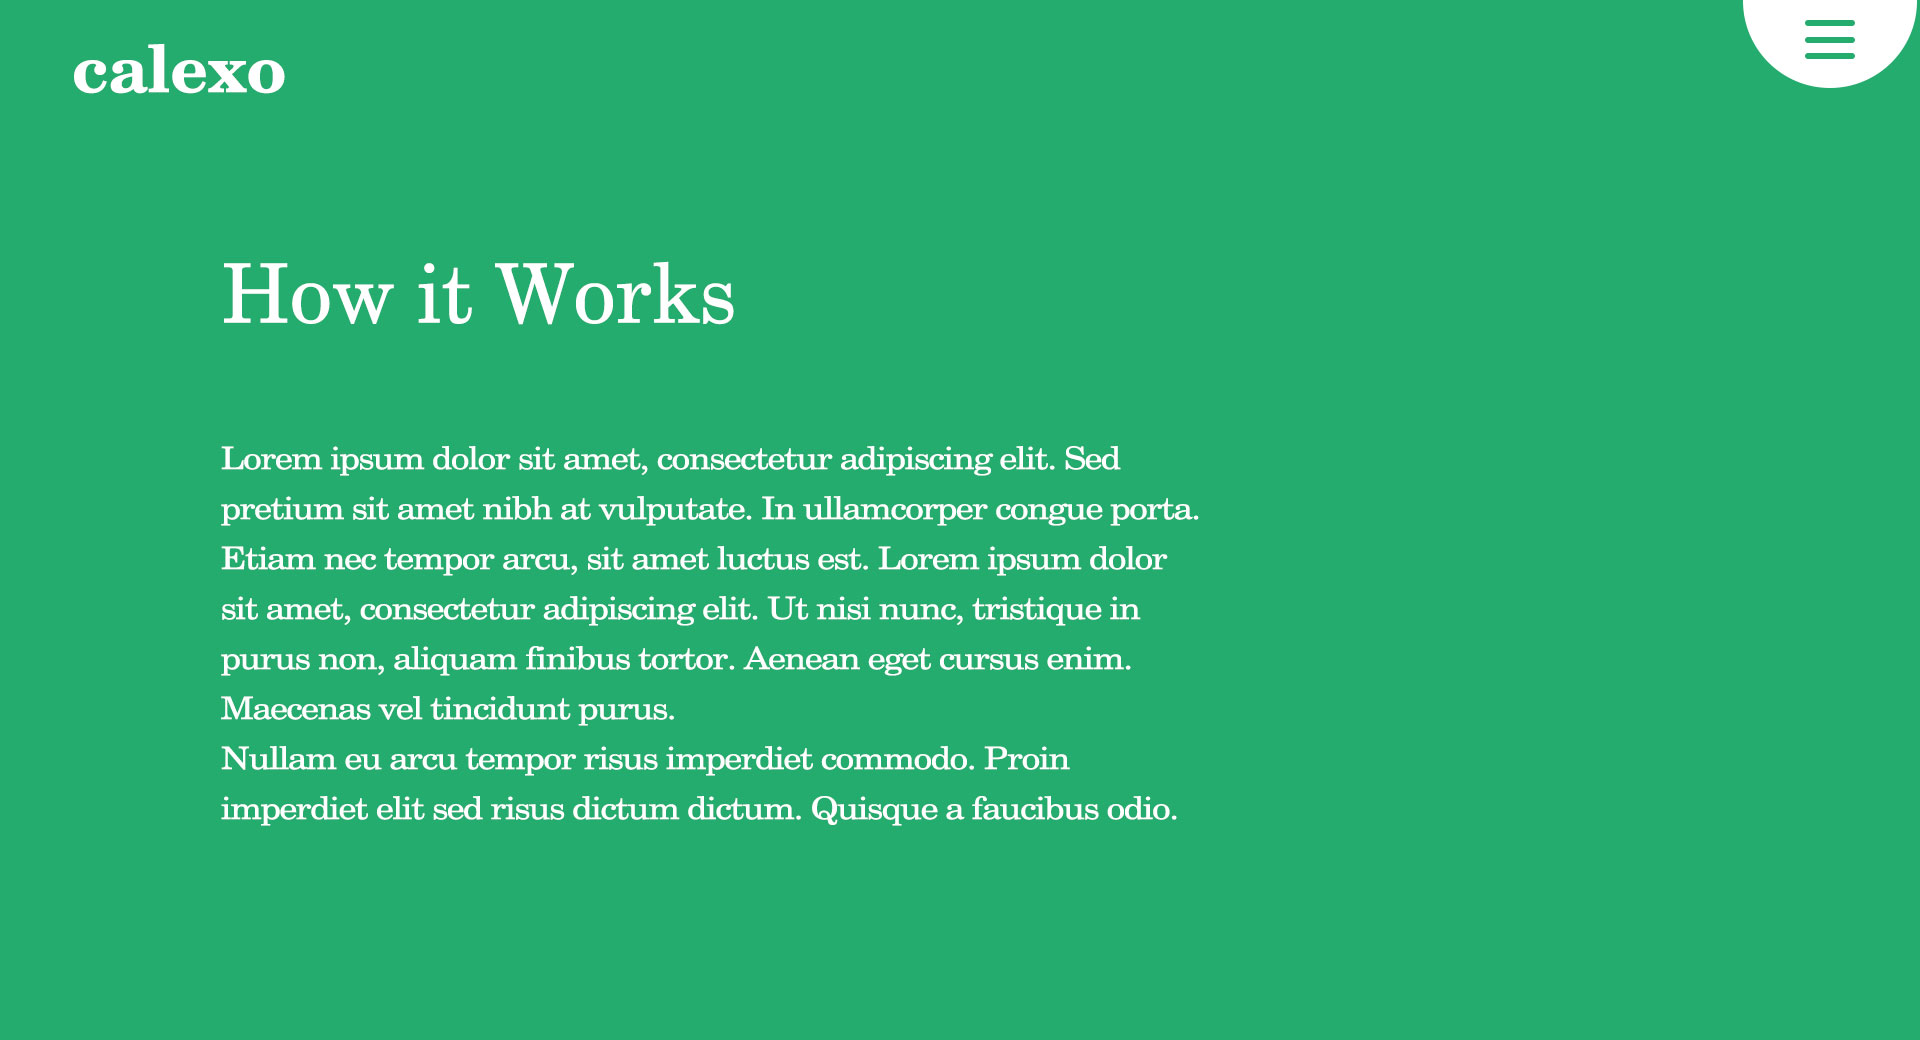 calexo
How it Works
Lorem ipsum dolor sit amet, consectetur adipiscing elit. Sed
pretium sit amet nibh at vulputate. In ullamcorper congue porta.
Etiam nec tempor arcu, sit amet luctus est. Lorem ipsum dolor
sit amet, consectetur adipiscing elit. Ut nisi nunc, tristique in
purus non, aliquam finibus tortor. Aenean eget cursus enim.
Maecenas vel tincidunt purus.
Nullam eu arcu tempor risus imperdiet commodo. Proin
imperdiet elit sed risus dictum dictum. Quisque a faucibus odio.